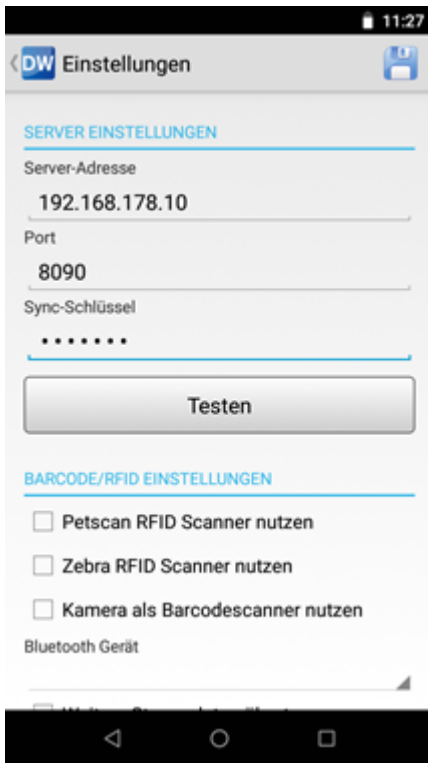 11:27
DW Einstellungen
SERVER EINSTELLUNGEN
Server-Adresse
192.168.178.10
Port
8090
Sync-Schlüssel
•••••••
Testen
BARCODE/RFID EINSTELLUNGEN
Petscan RFID Scanner nutzen
Zebra RFID Scanner nutzen
Kamera als Barcodescanner nutzen
Bluetooth Gerät